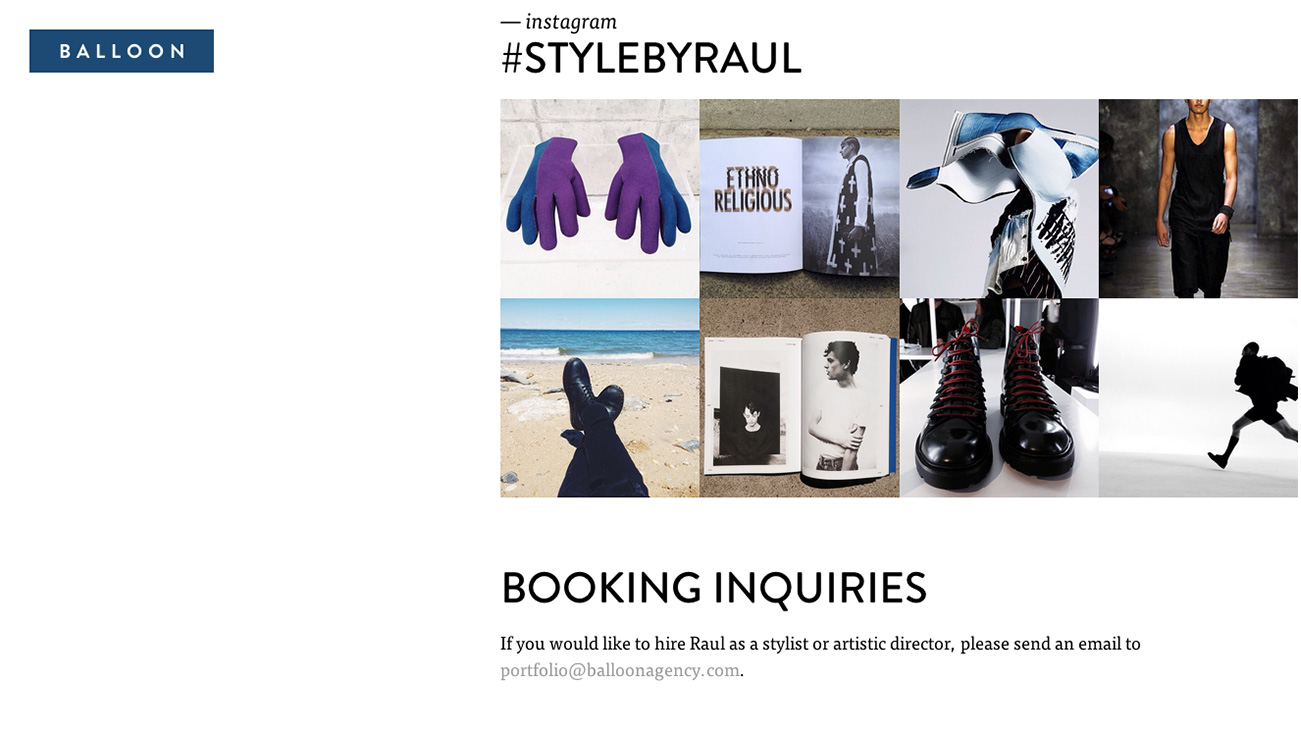 BALLOON
— instagram
#STYLEBYRAUL
ETHNO
RELIGIOUS
BOOKING INQUIRIES
If you would like to hire Raul as a stylist or artistic director, please send an email to
portfolio@balloonagency.com.